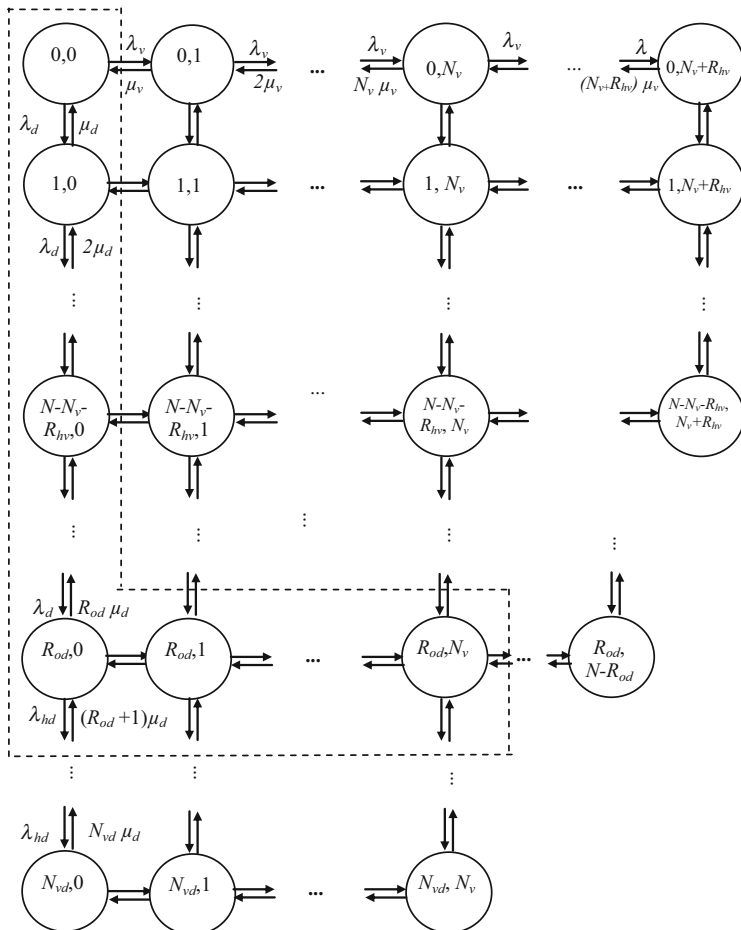 λv λv λv λv λ
0,0 0,1 ... 0,Nv ... 0,Nv+Rhv
μv 2μv Nv μv (Nv+Rhv) μv
λd μd
1,0 1,1 ... 1, Nv ... 1,Nv+Rhv
λd 2μd
... ... ... ...
...
N-Nv- N-Nv- N-Nv- N-Nv-Rhv,
Rhv,0 Rhv,1 Rhv, Nv Nv+Rhv
... ... ... ... ...
λd Rod μd
Rod,0 Rod,1 ... Rod,Nv ... Rod,
N-Rod
λhd (Rod +1)μd
... ... ...
λhd Nvd μd
Nvd,0 Nvd,1 ... Nvd, Nv